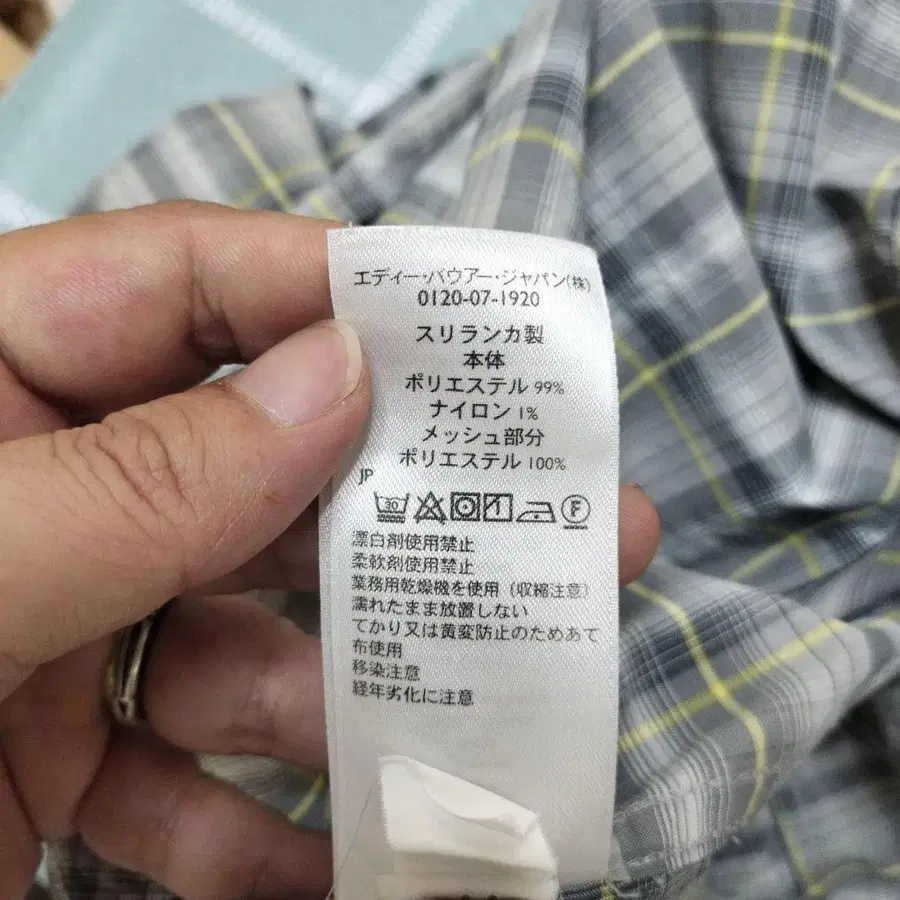 エディー・バウアー・ジャパン(株)
0120-07-1920
スリランカ製
本体
ポリエステル 99%
ナイロン 1%
メッシュ部分
ポリエステル 100%
JP
30 F
漂白剤使用禁止
柔軟剤使用禁止
業務用乾燥機を使用（収縮注意）
濡れたまま放置しない
てかり又は黄変防止のためあて
布使用
移染注意
経年劣化に注意